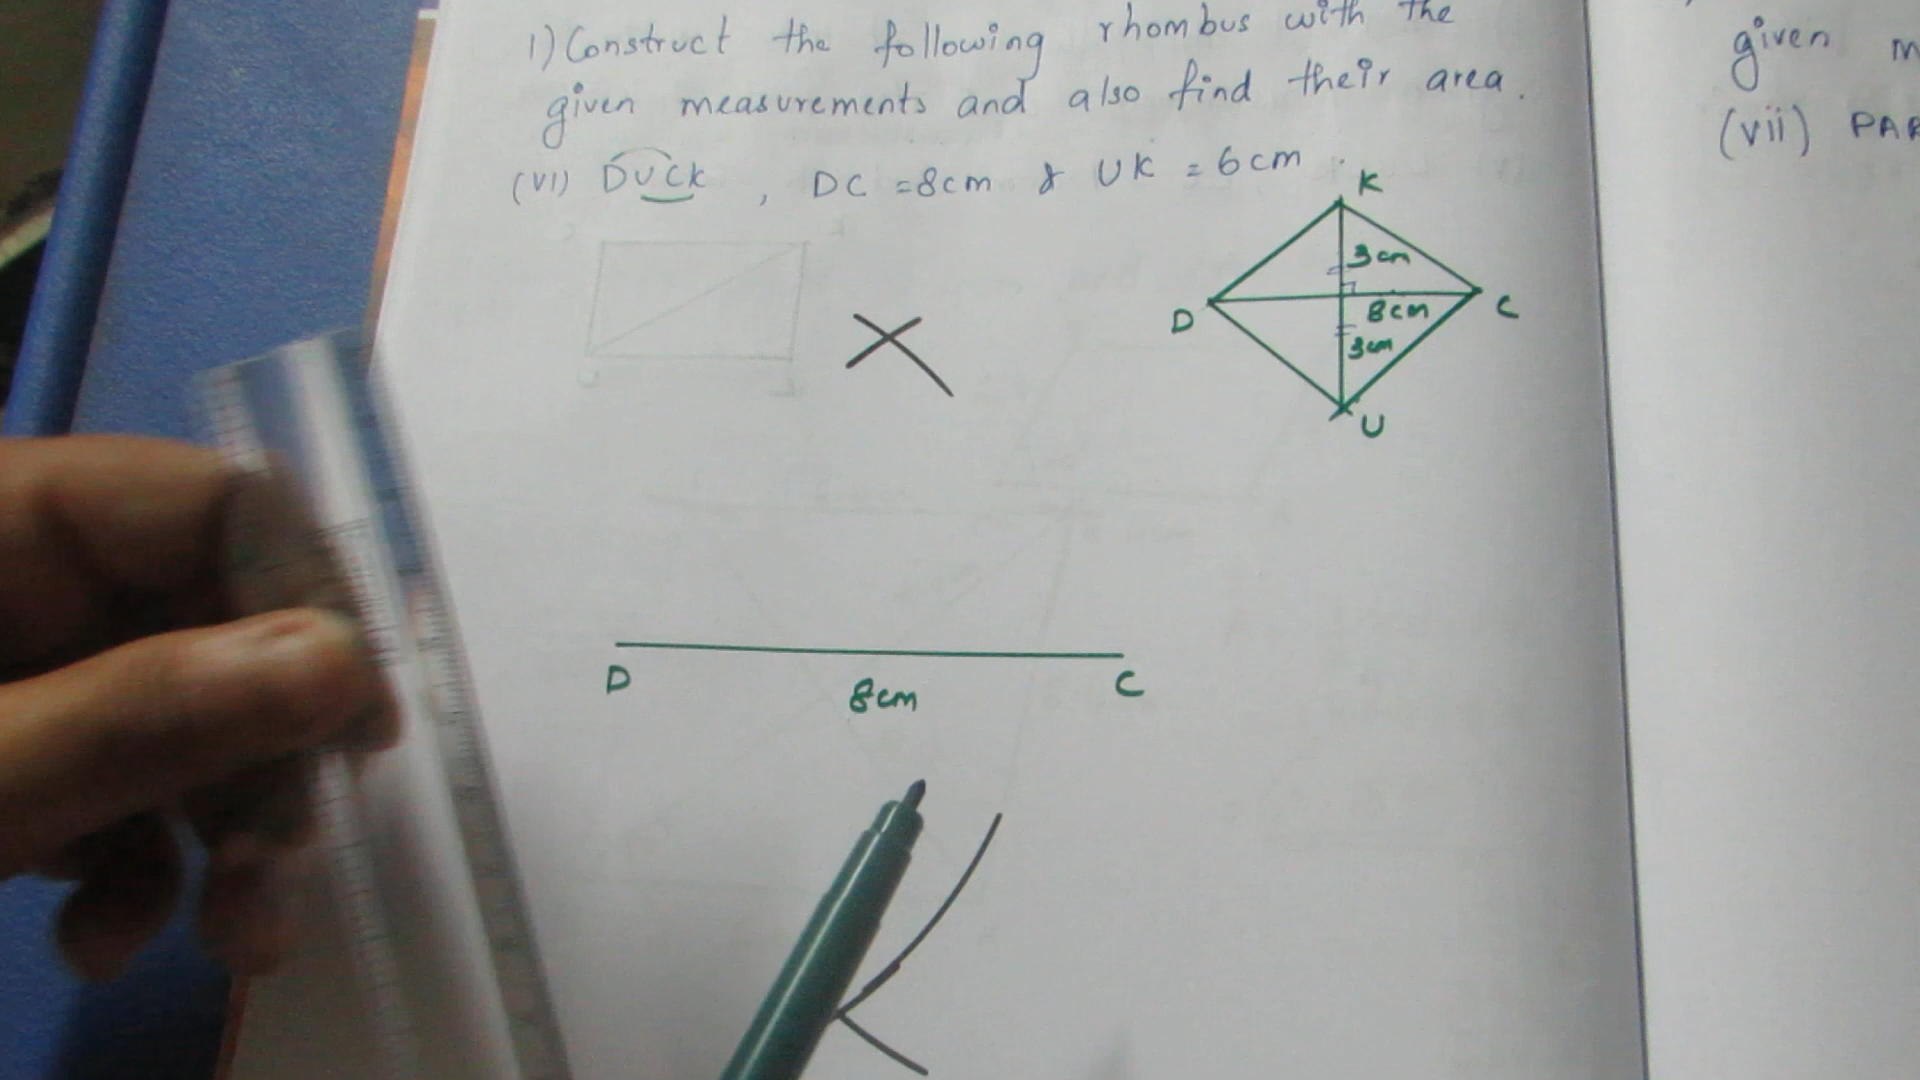 1) Construct the following rhombus with the
given measurements and also find their area.
(VI) DUCK, DC = 8cm & UK = 6cm.
K
3cm
D
8cm
C
3cm
U
D
8cm
C
given
(vii)